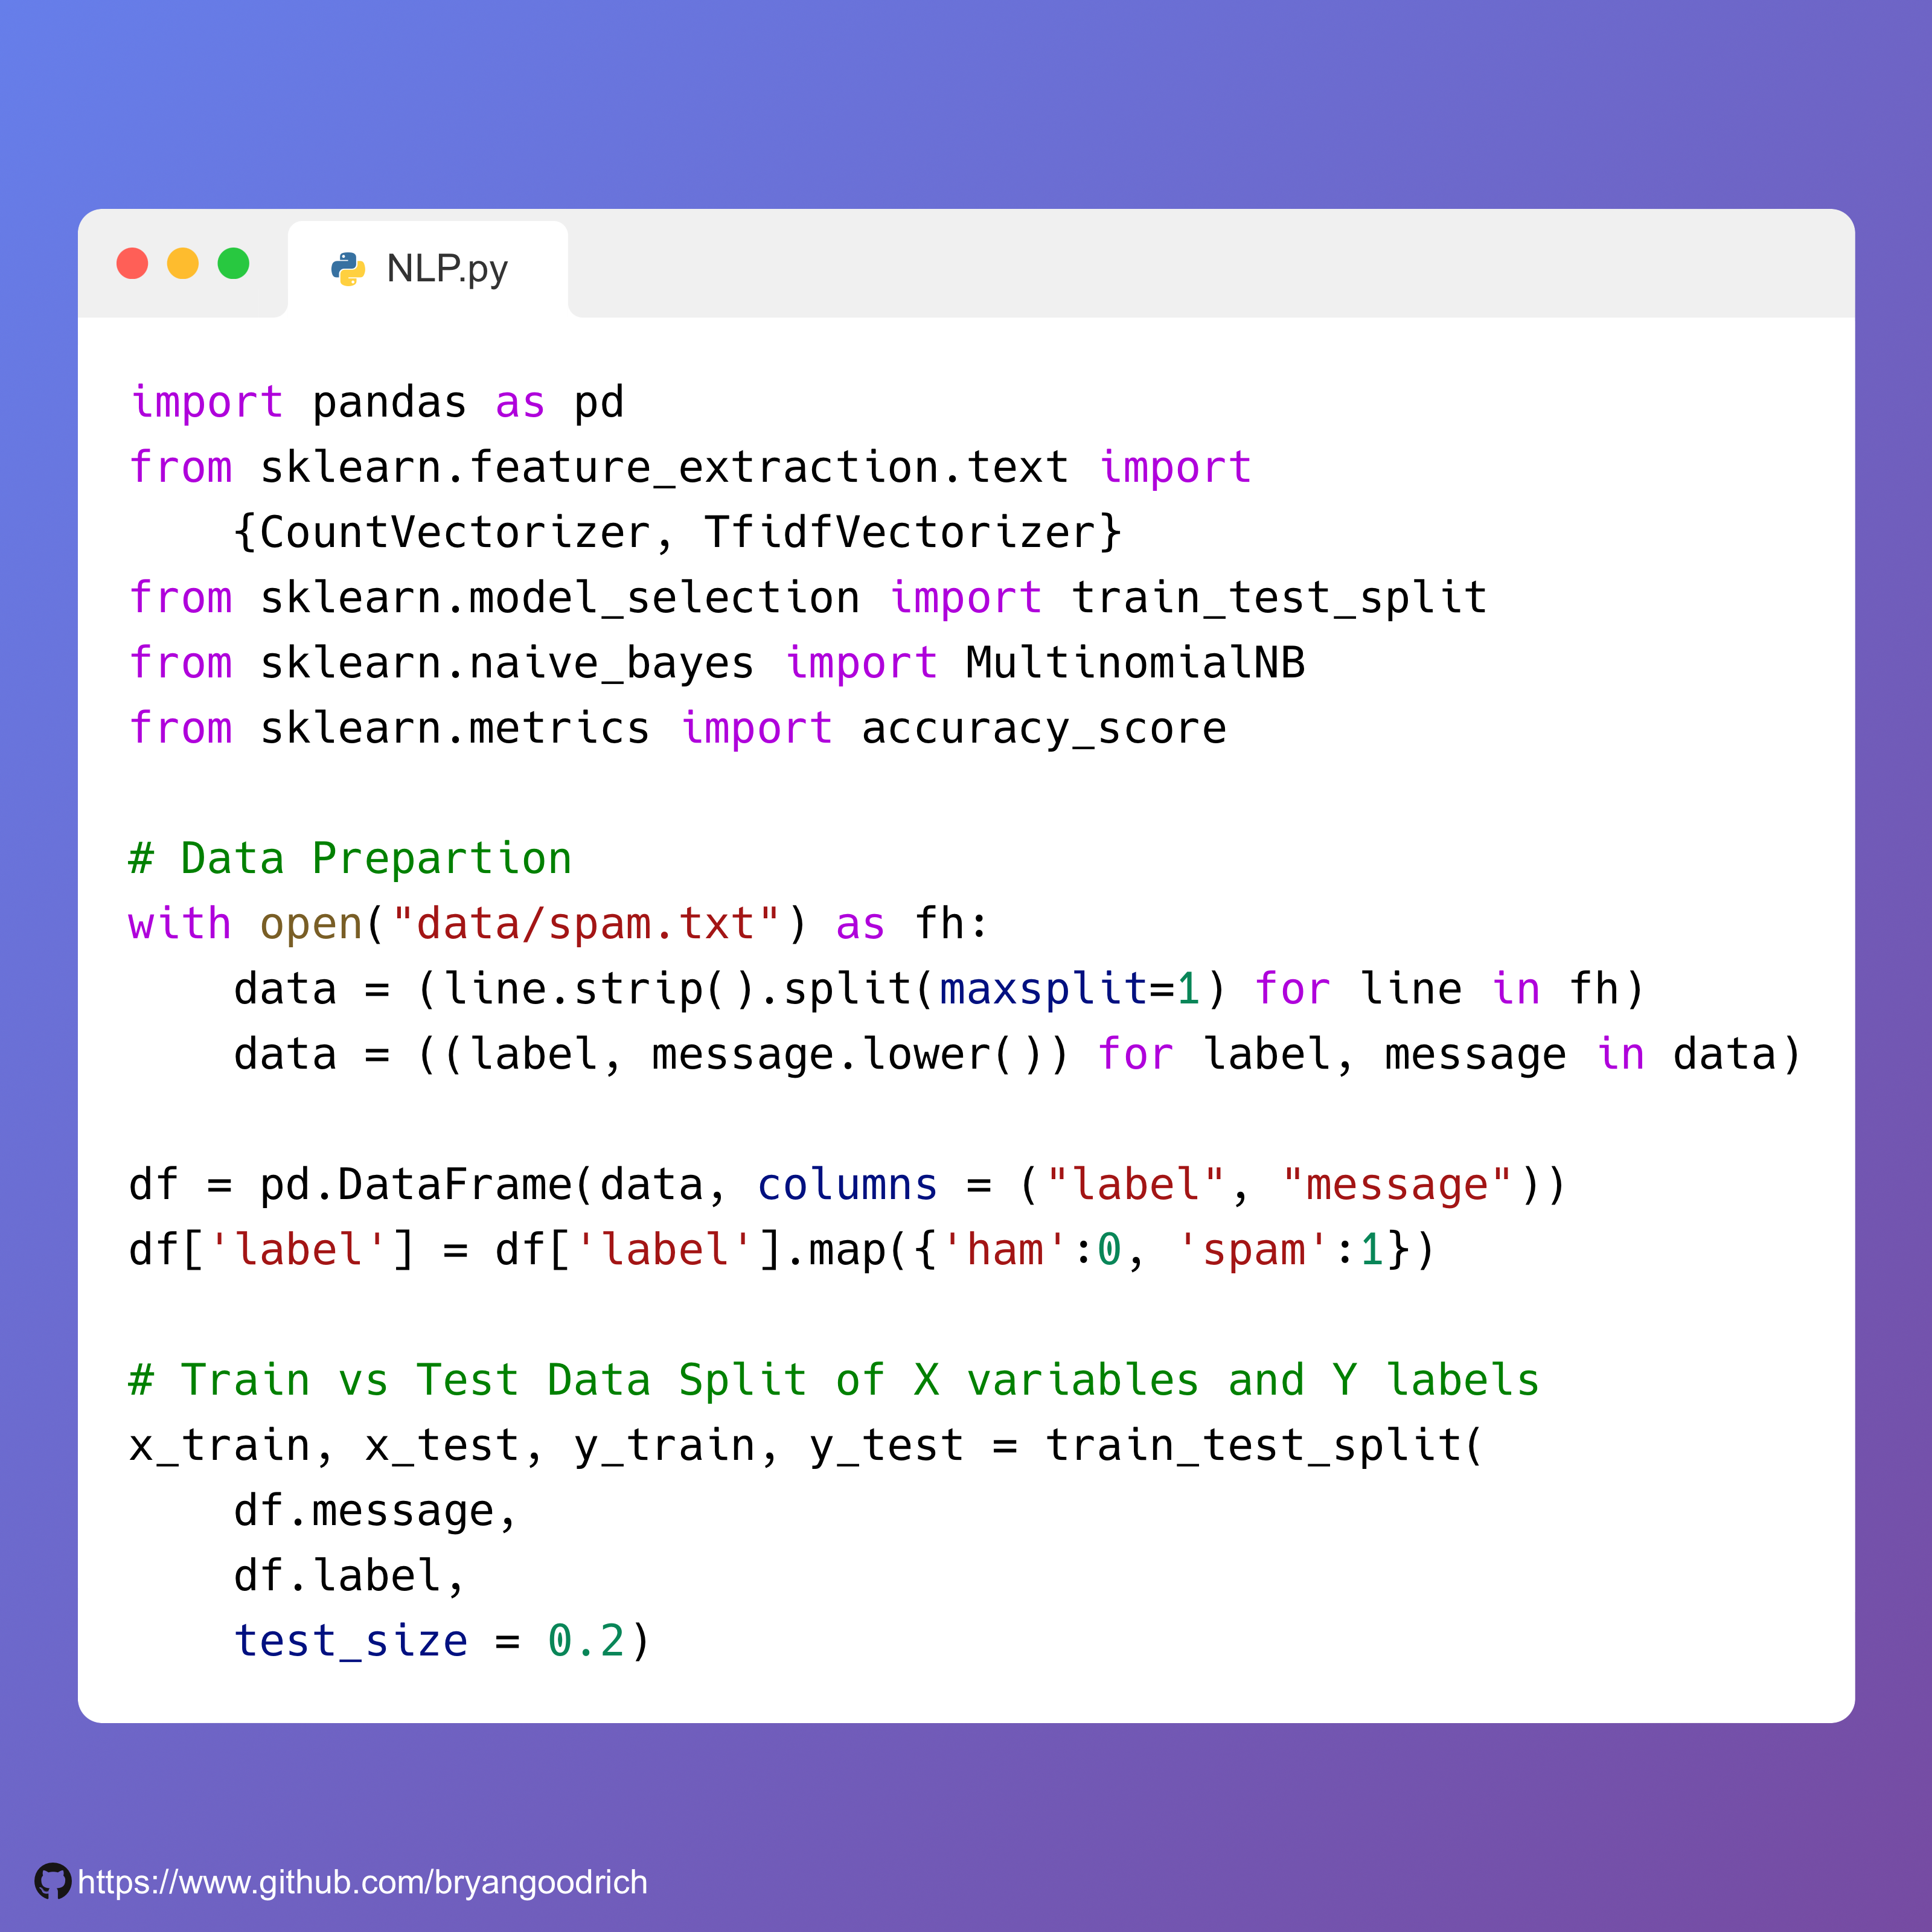 NLP.py
import pandas as pd
from sklearn.feature_extraction.text import
    {CountVectorizer, TfidfVectorizer}
from sklearn.model_selection import train_test_split
from sklearn.naive_bayes import MultinomialNB
from sklearn.metrics import accuracy_score

# Data Prepartion
with open("data/spam.txt") as fh:
    data = (line.strip().split(maxsplit=1) for line in fh)
    data = ((label, message.lower()) for label, message in data)

df = pd.DataFrame(data, columns = ("label", "message"))
df['label'] = df['label'].map({'ham':0, 'spam':1})

# Train vs Test Data Split of X variables and Y labels
x_train, x_test, y_train, y_test = train_test_split(
    df.message,
    df.label,
    test_size = 0.2)
https://www.github.com/bryangoodrich